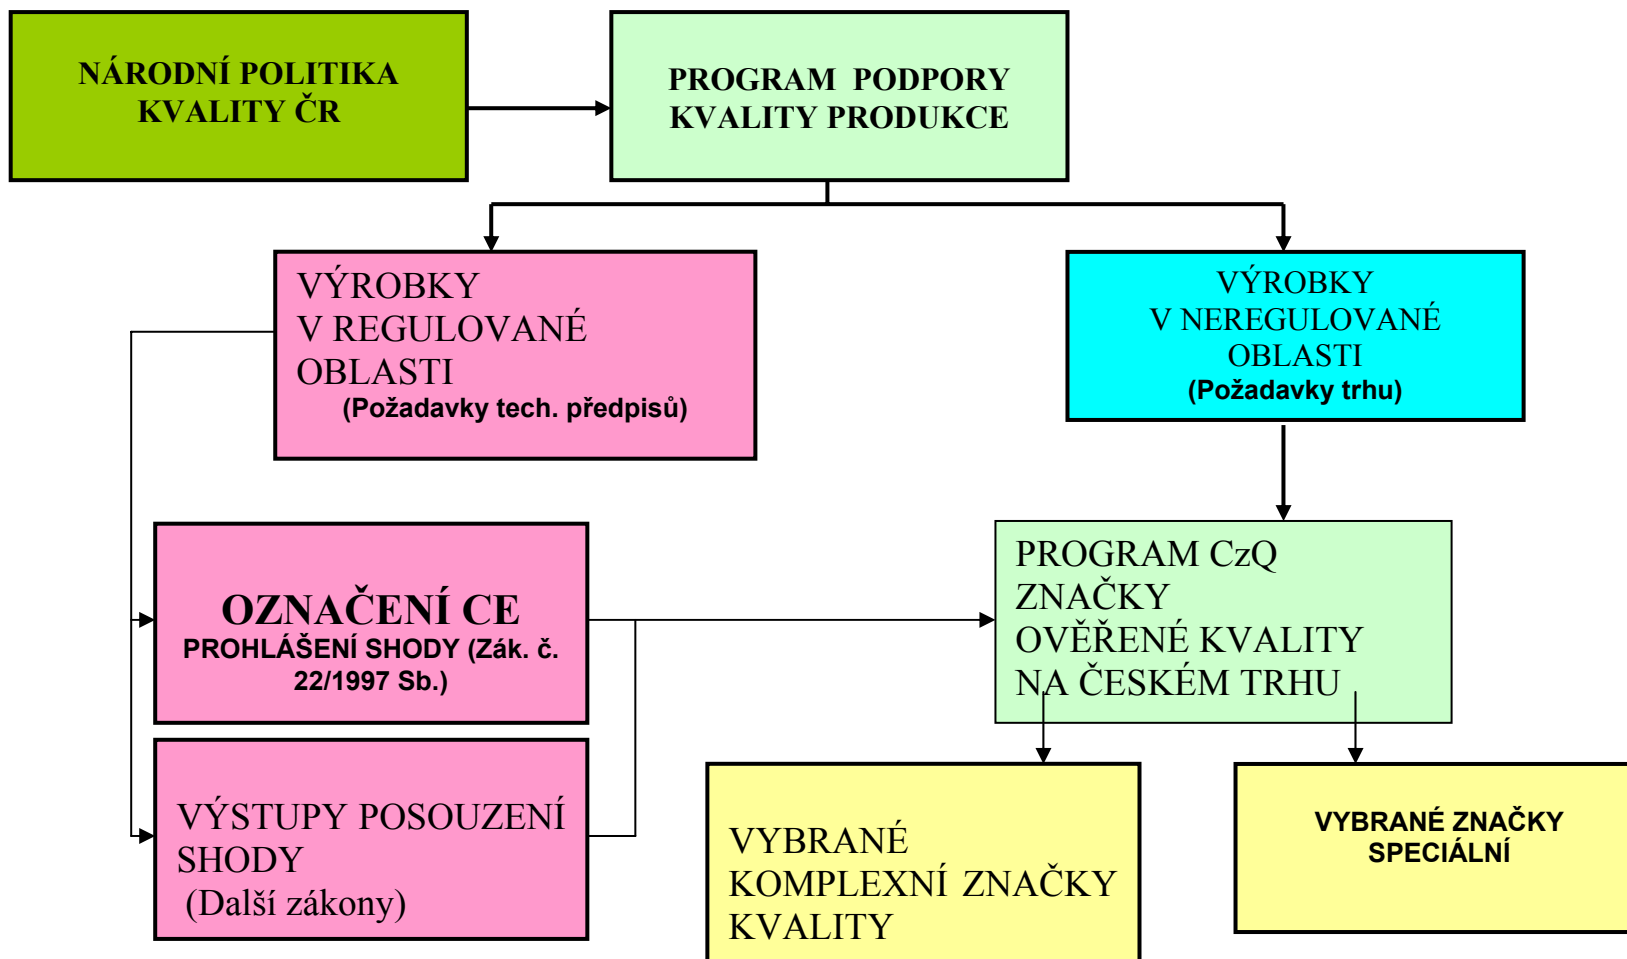 NÁRODNÍ POLITIKA
KVALITY ČR
PROGRAM PODPORY
KVALITY PRODUKCE
VÝROBKY
V REGULOVANÉ
OBLASTI
(Požadavky tech. předpisů)
VÝROBKY
V NEREGULOVANÉ
OBLASTI
(Požadavky trhu)
OZNAČENÍ CE
PROHLÁŠENÍ SHODY (Zák. č.
22/1997 Sb.)
PROGRAM CzQ
ZNAČKY
OVĚŘENÉ KVALITY
NA ČESKÉM TRHU
VÝSTUPY POSOUZENÍ
SHODY
(Další zákony)
VYBRANÉ
KOMPLEXNÍ ZNAČKY
KVALITY
VYBRANÉ ZNAČKY
SPECIÁLNÍ